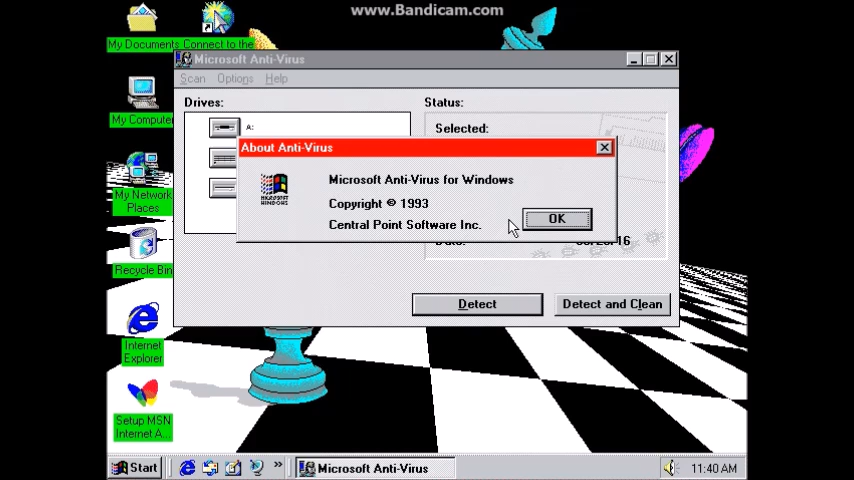 www.Bandicam.com
My Documents
Connect to the
Microsoft Anti-Virus
Scan Options Help
My Computer
Drives:
Status:
A:
Selected:
About Anti-Virus
Microsoft Anti-Virus for Windows
Copyright © 1993
Central Point Software Inc.
OK
MICROSOFT
WINDOWS
My Network
Places
Recycle Bin
Detect
Detect and Clean
Internet
Explorer
Setup MSN
Internet A...
Start
»
Microsoft Anti-Virus
11:40 AM